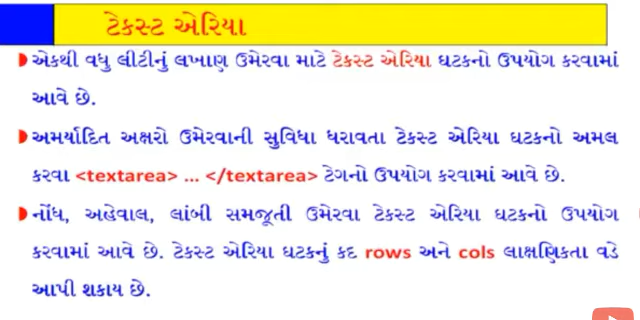 ટેક્સ્ટ એરિયા
એકથી વધુ લીટીનું લખાણ ઉમેરવા માટે ટેક્સ્ટ એરિયા ઘટકનો ઉપયોગ કરવામાં
આવે છે.
અમર્યાદિત અક્ષરો ઉમેરવાની સુવિધા ધરાવતા ટેક્સ્ટ એરિયા ઘટકનો અમલ
કરવા <textarea> ... </textarea> ટેગનો ઉપયોગ કરવામાં આવે છે.
નોંધ, અહેવાલ, લાંબી સમજૂતી ઉમેરવા ટેક્સ્ટ એરિયા ઘટકનો ઉપયોગ
કરવામાં આવે છે. ટેક્સ્ટ એરિયા ઘટકનું કદ rows અને cols લાક્ષણિકતા વડે
આપી શકાય છે.